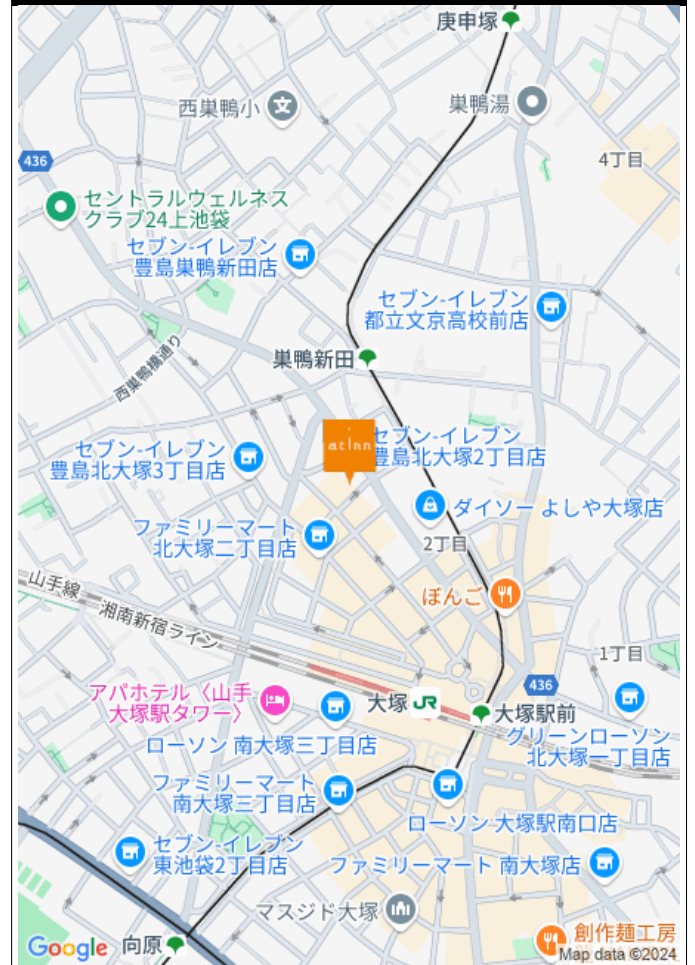 庚申塚
西巣鴨小
巣鴨湯
436
4丁目
セントラルウェルネス
クラブ24上池袋
セブン-イレブン
豊島巣鴨新田店
セブン-イレブン
都立文京高校前店
西巣鴨橋通り
巣鴨新田
atinn
セブン-イレブン
豊島北大塚2丁目店
セブン-イレブン
豊島北大塚3丁目店
ダイソー よしや大塚店
ファミリーマート
北大塚二丁目店
2丁目
山手線
湘南新宿ライン
ぼんご
1丁目
436
アパホテル〈山手
大塚駅タワー〉
大塚
JR
大塚駅前
ローソン 南大塚三丁目店
グリーンローソン
北大塚一丁目店
ファミリーマート
南大塚三丁目店
ローソン 大塚駅南口店
セブン-イレブン
東池袋2丁目店
ファミリーマート 南大塚店
マスジド大塚
創作麺工房
Google
向原
Map data ©2024